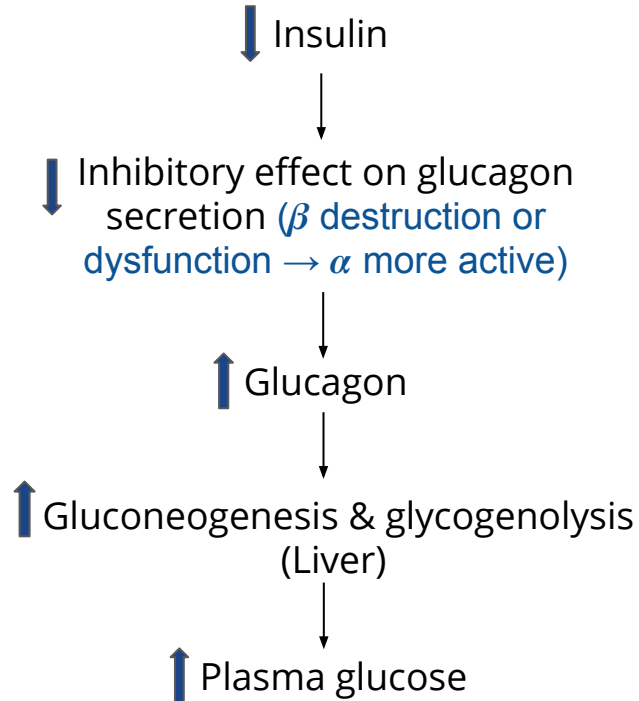 Insulin
Inhibitory effect on glucagon
secretion (β destruction or
dysfunction → α more active)
Glucagon
Gluconeogenesis & glycogenolysis
(Liver)
Plasma glucose